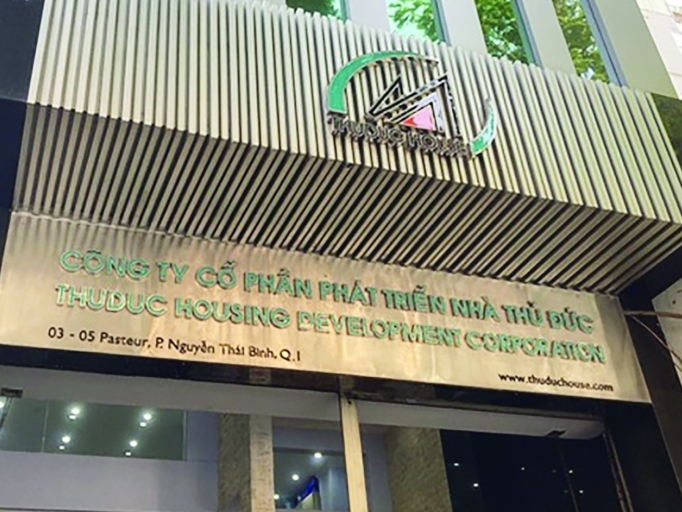 THUDUC HOUSE
CÔNG TY CỔ PHẦN PHÁT TRIỂN NHÀ THỦ ĐỨC
THUDUC HOUSING DEVELOPMENT CORPORATION
03 - 05 Pasteur, P. Nguyễn Thái Bình, Q.1
www.thuduchouse.com